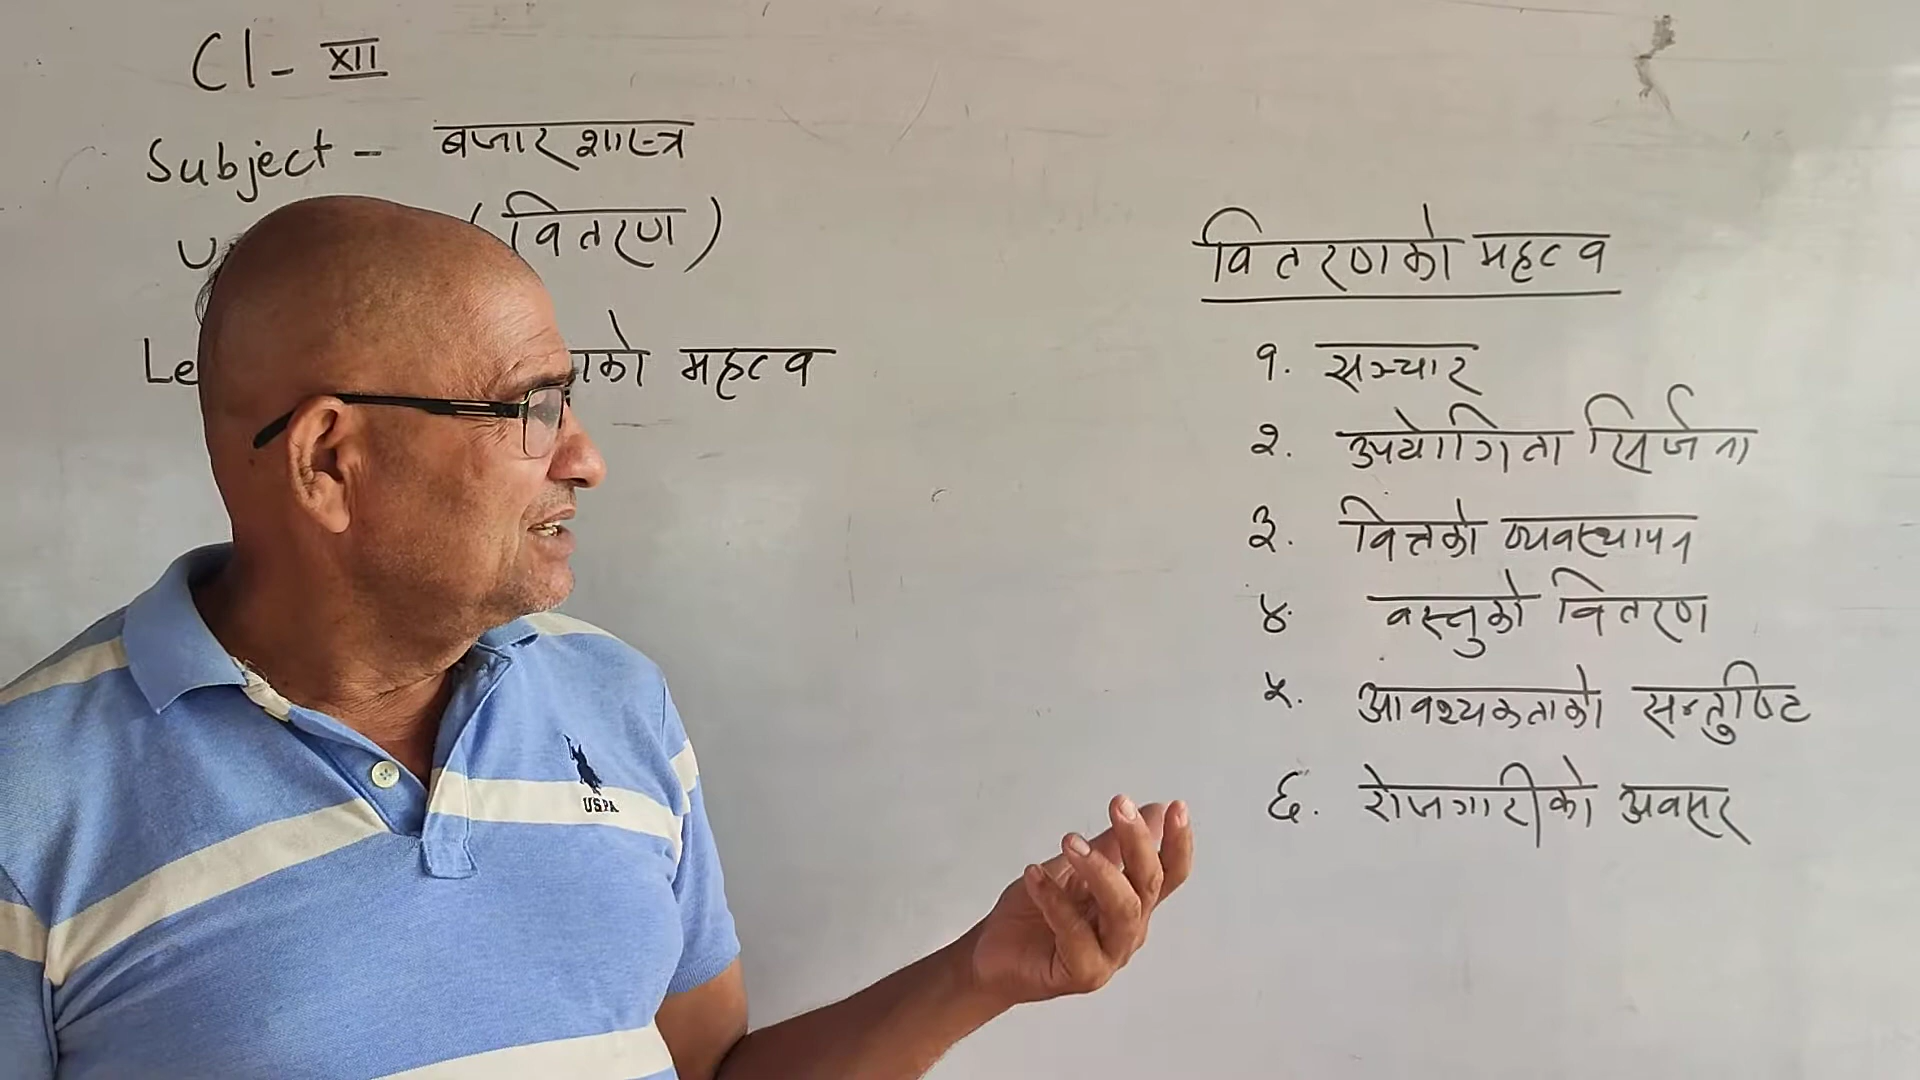 Cl- XII
Subject - बजार शास्त्र
(वितरण)
को महत्व
वितरणको महत्व
१. सञ्चार
२. उपयोगिता सिर्जना
३. वित्तको व्यवस्थापन
४. वस्तुको वितरण
५. आवश्यकताको सन्तुष्टि
६. रोजगारीको अवसर
USPA